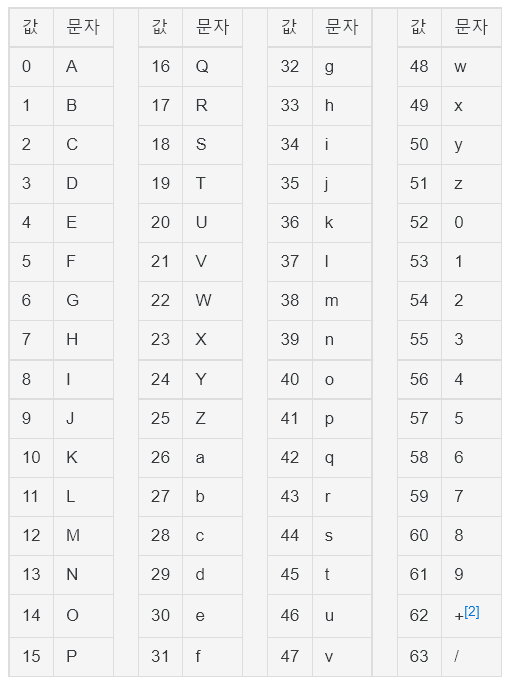 값 문자 값 문자 값 문자 값 문자
0 A 16 Q 32 g 48 w
1 B 17 R 33 h 49 x
2 C 18 S 34 i 50 y
3 D 19 T 35 j 51 z
4 E 20 U 36 k 52 0
5 F 21 V 37 l 53 1
6 G 22 W 38 m 54 2
7 H 23 X 39 n 55 3
8 I 24 Y 40 o 56 4
9 J 25 Z 41 p 57 5
10 K 26 a 42 q 58 6
11 L 27 b 43 r 59 7
12 M 28 c 44 s 60 8
13 N 29 d 45 t 61 9
14 O 30 e 46 u 62 +[2]
15 P 31 f 47 v 63 /